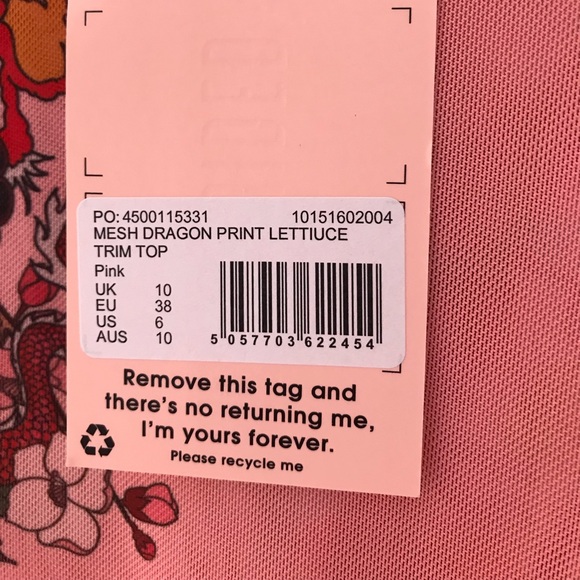 PO: 4500115331 10151602004
MESH DRAGON PRINT LETTIUCE
TRIM TOP
Pink
UK 10
EU 38
US 6
AUS 10
5 057703 622454
Remove this tag and
there's no returning me,
I'm yours forever.
Please recycle me